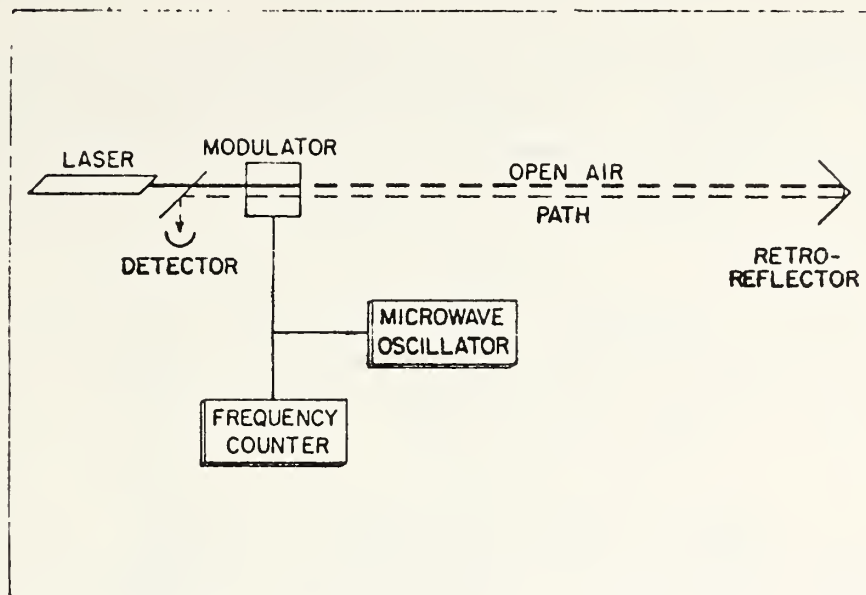 LASER
MODULATOR
OPEN AIR
PATH
DETECTOR
RETRO-
REFLECTOR
MICROWAVE
OSCILLATOR
FREQUENCY
COUNTER